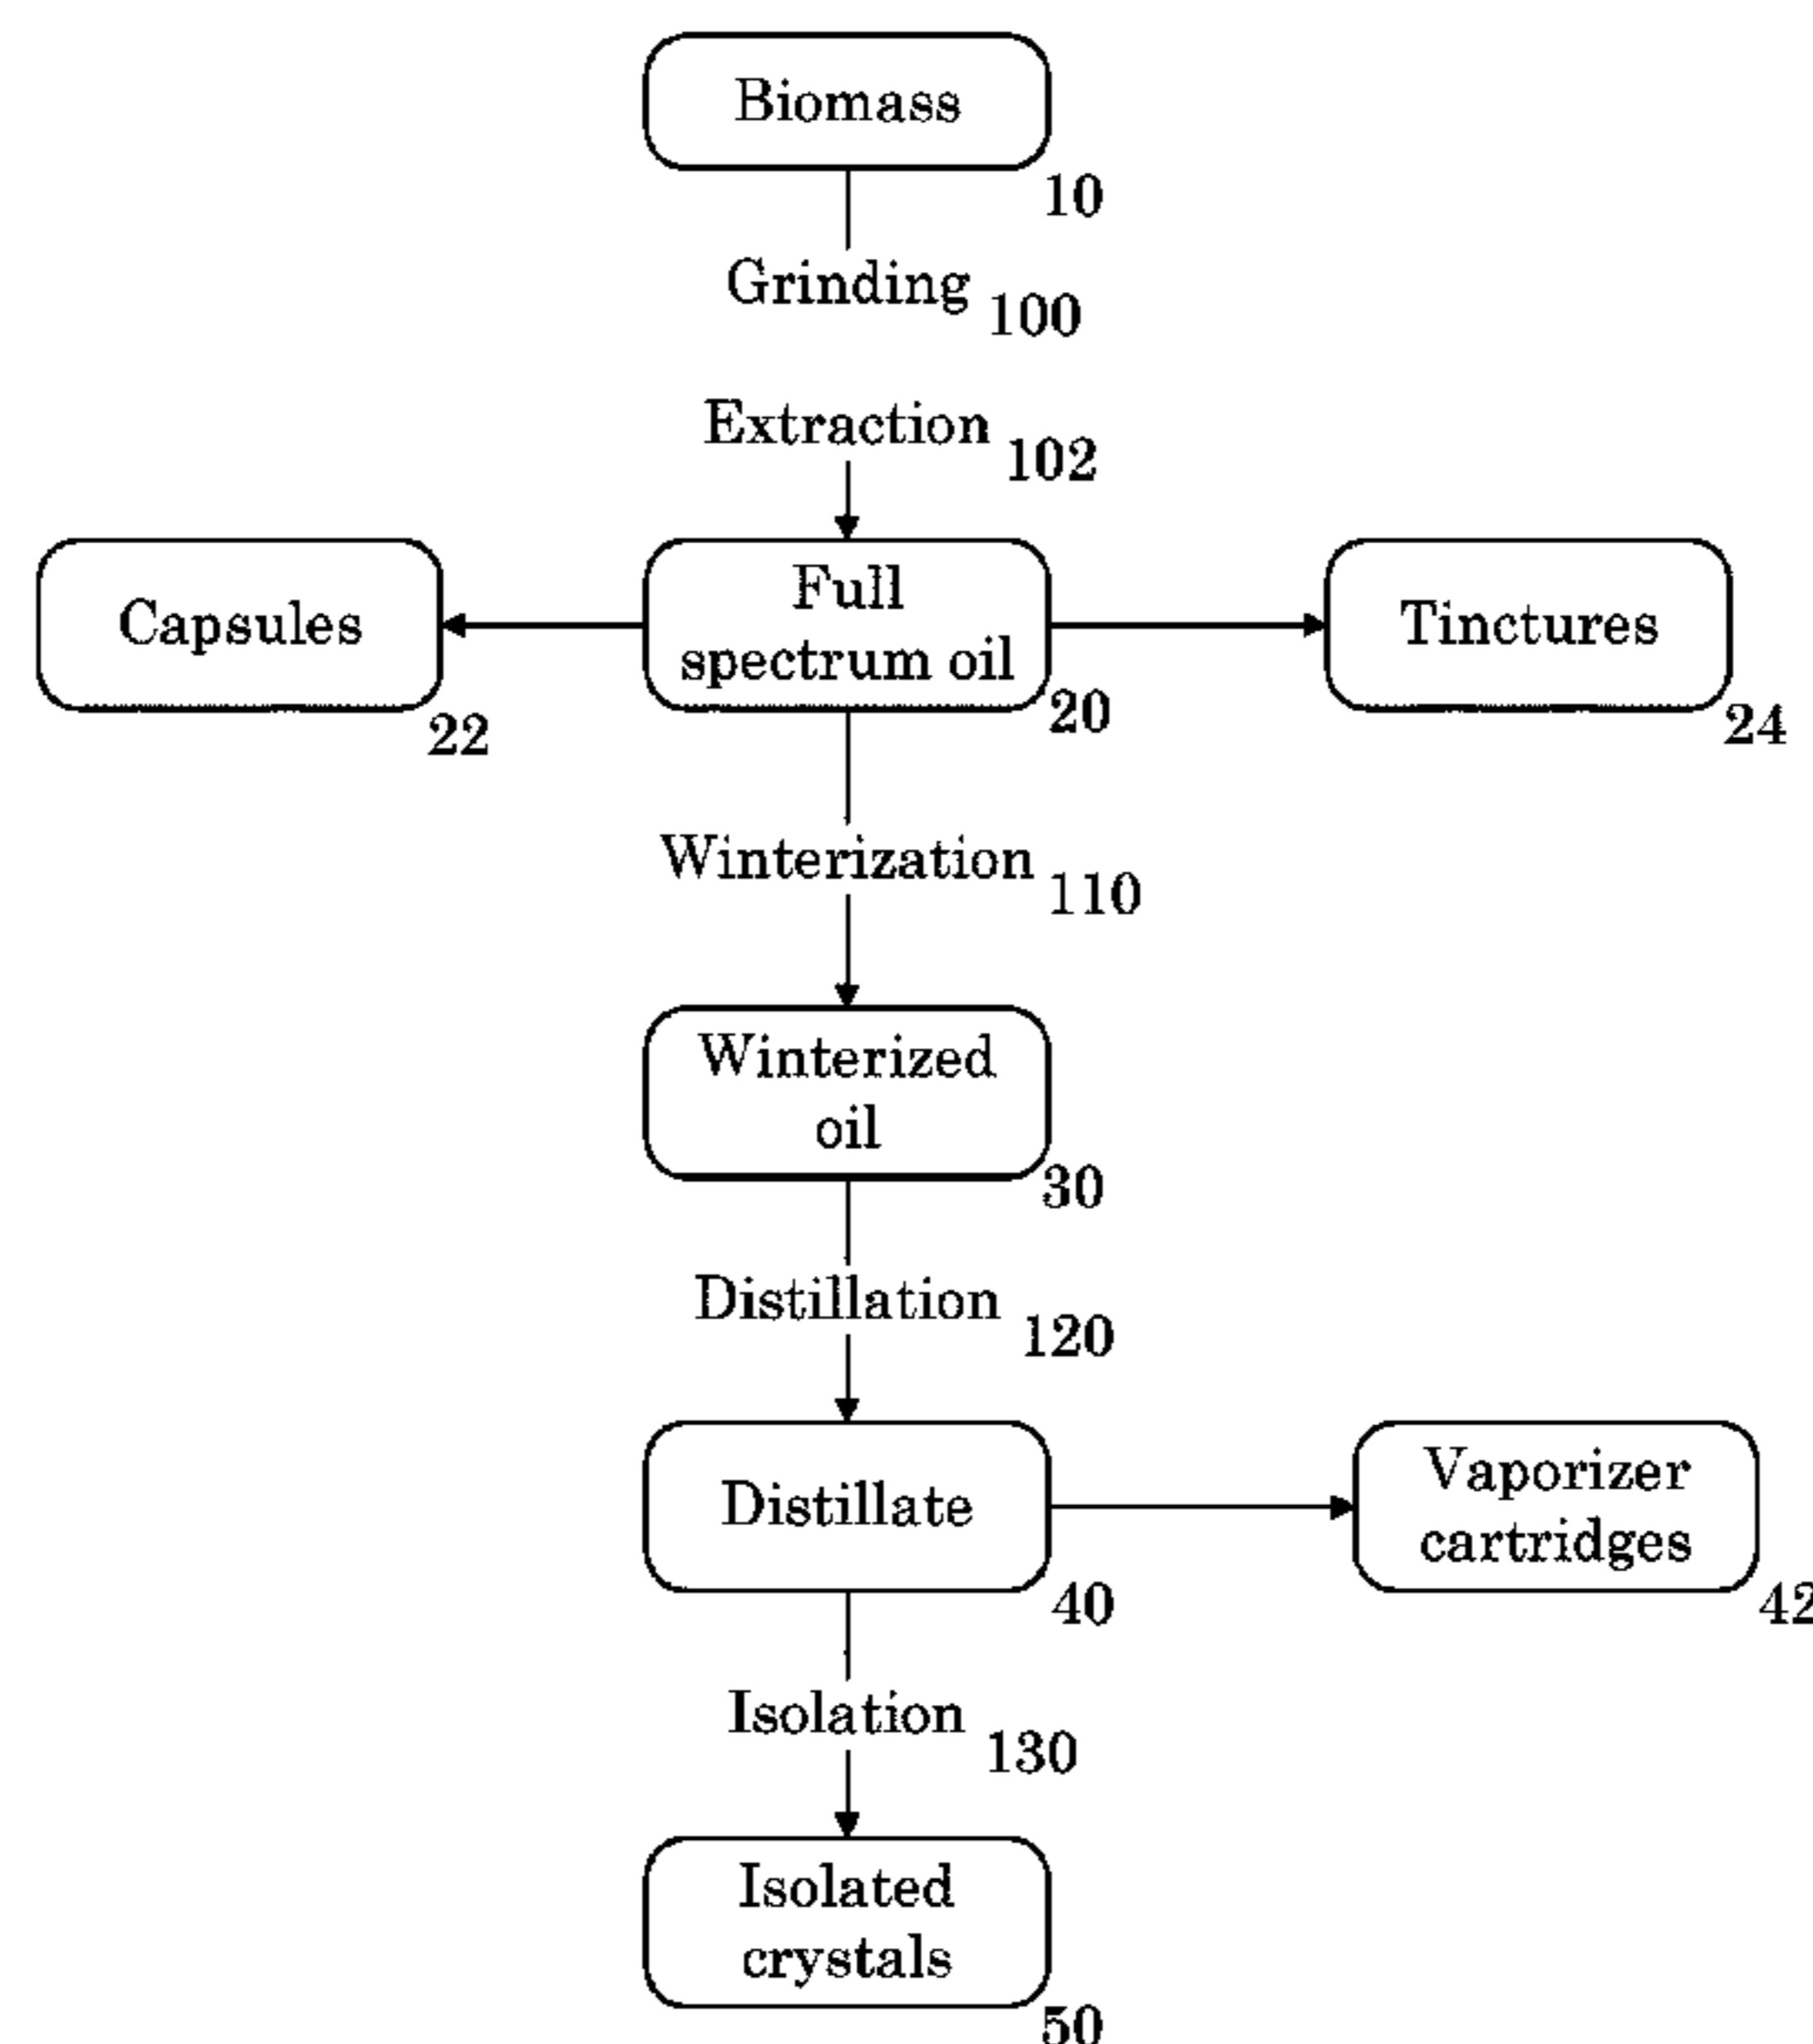 Biomass
10
Grinding
100
Extraction
102
Capsules
22
Full
spectrum oil
20
Tinctures
24
Winterization
110
Winterized
oil
30
Distillation
120
Distillate
40
Vaporizer
cartridges
42
Isolation
130
Isolated
crystals
50